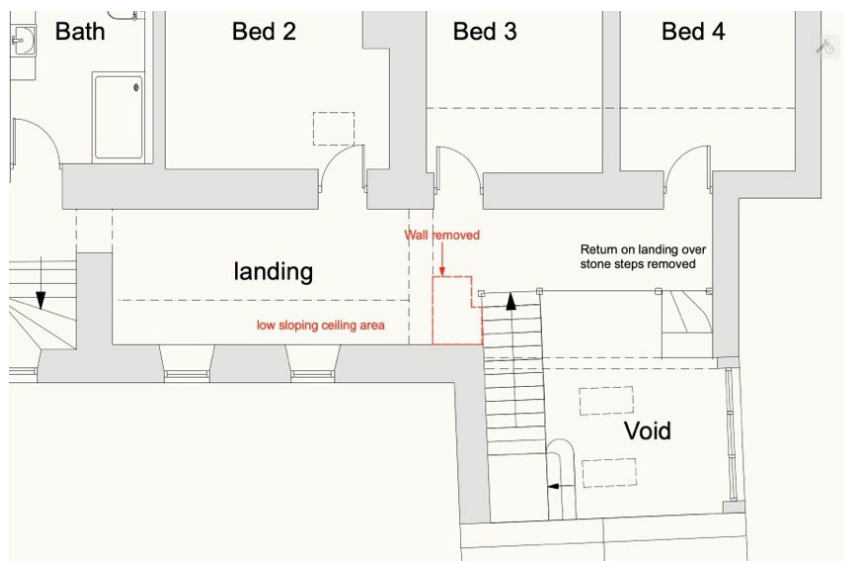 Bath
Bed 2
Bed 3
Bed 4
Wall removed
Return on landing over
stone steps removed
landing
low sloping ceiling area
Void